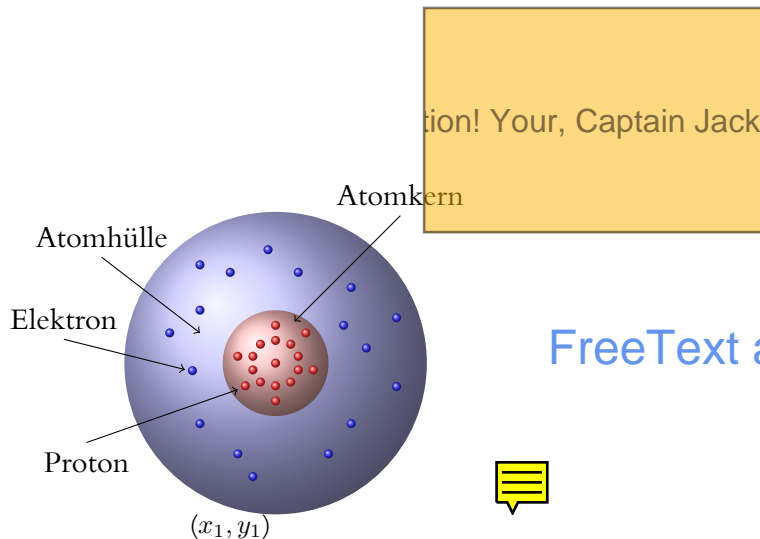 tion! Your, Captain Jack
Atomkern
Atomhülle
Elektron
FreeText a
Proton
(x₁, y₁)